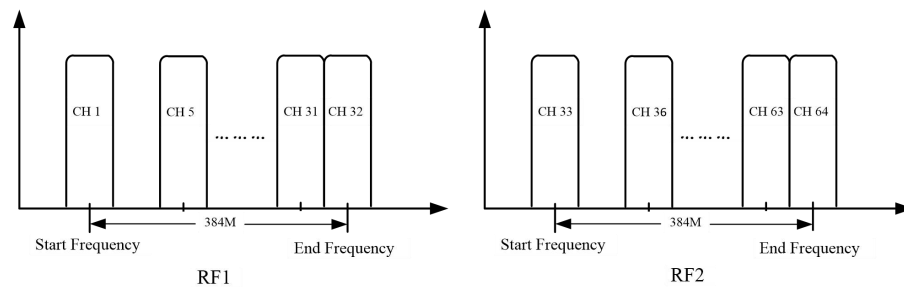 CH 1
CH 5
... ... ...
CH 31
CH 32
384M
Start Frequency
End Frequency
RF1
CH 33
CH 36
... ... ...
CH 63
CH 64
384M
Start Frequency
End Frequency
RF2